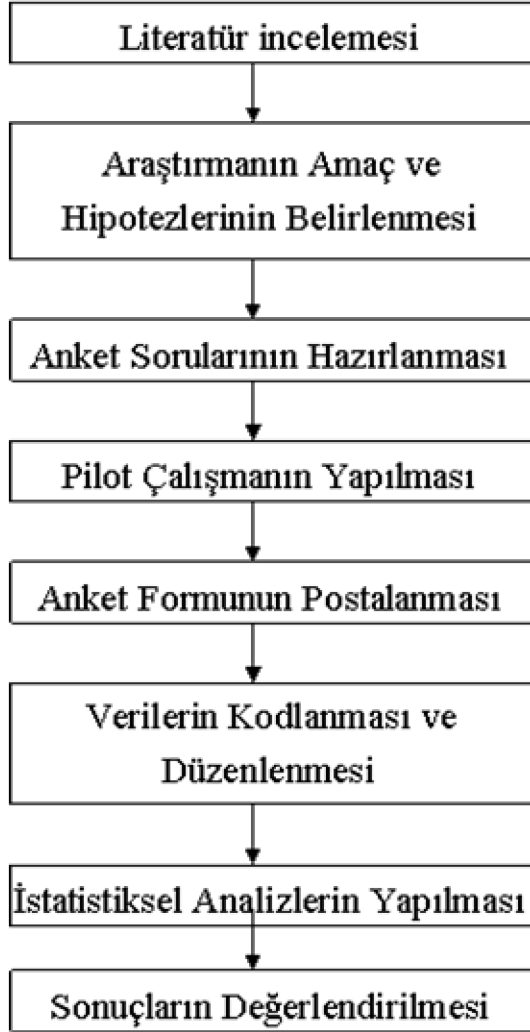 Literatür incelemesi
Araştırmanın Amaç ve
Hipotezlerinin Belirlenmesi
Anket Sorularının Hazırlanması
Pilot Çalışmanın Yapılması
Anket Formunun Postalanması
Verilerin Kodlanması ve
Düzenlenmesi
İstatistiksel Analizlerin Yapılması
Sonuçların Değerlendirilmesi